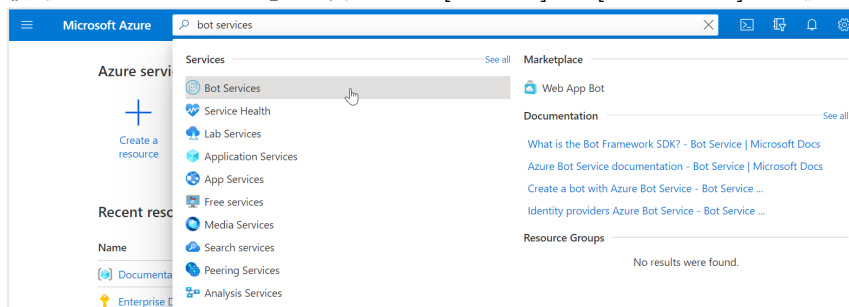 Microsoft Azure
bot services
Azure servi
Create a
resource
Recent reso
Name
Documenta
Enterprise D
Services
See all
Bot Services
Service Health
Lab Services
Application Services
App Services
Free services
Media Services
Search services
Peering Services
Analysis Services
Marketplace
Web App Bot
Documentation
See all
What is the Bot Framework SDK? - Bot Service | Microsoft Docs
Azure Bot Service documentation - Bot Service | Microsoft Docs
Create a bot with Azure Bot Service - Bot Service ...
Identity providers Azure Bot Service - Bot Service ...
Resource Groups
No results were found.